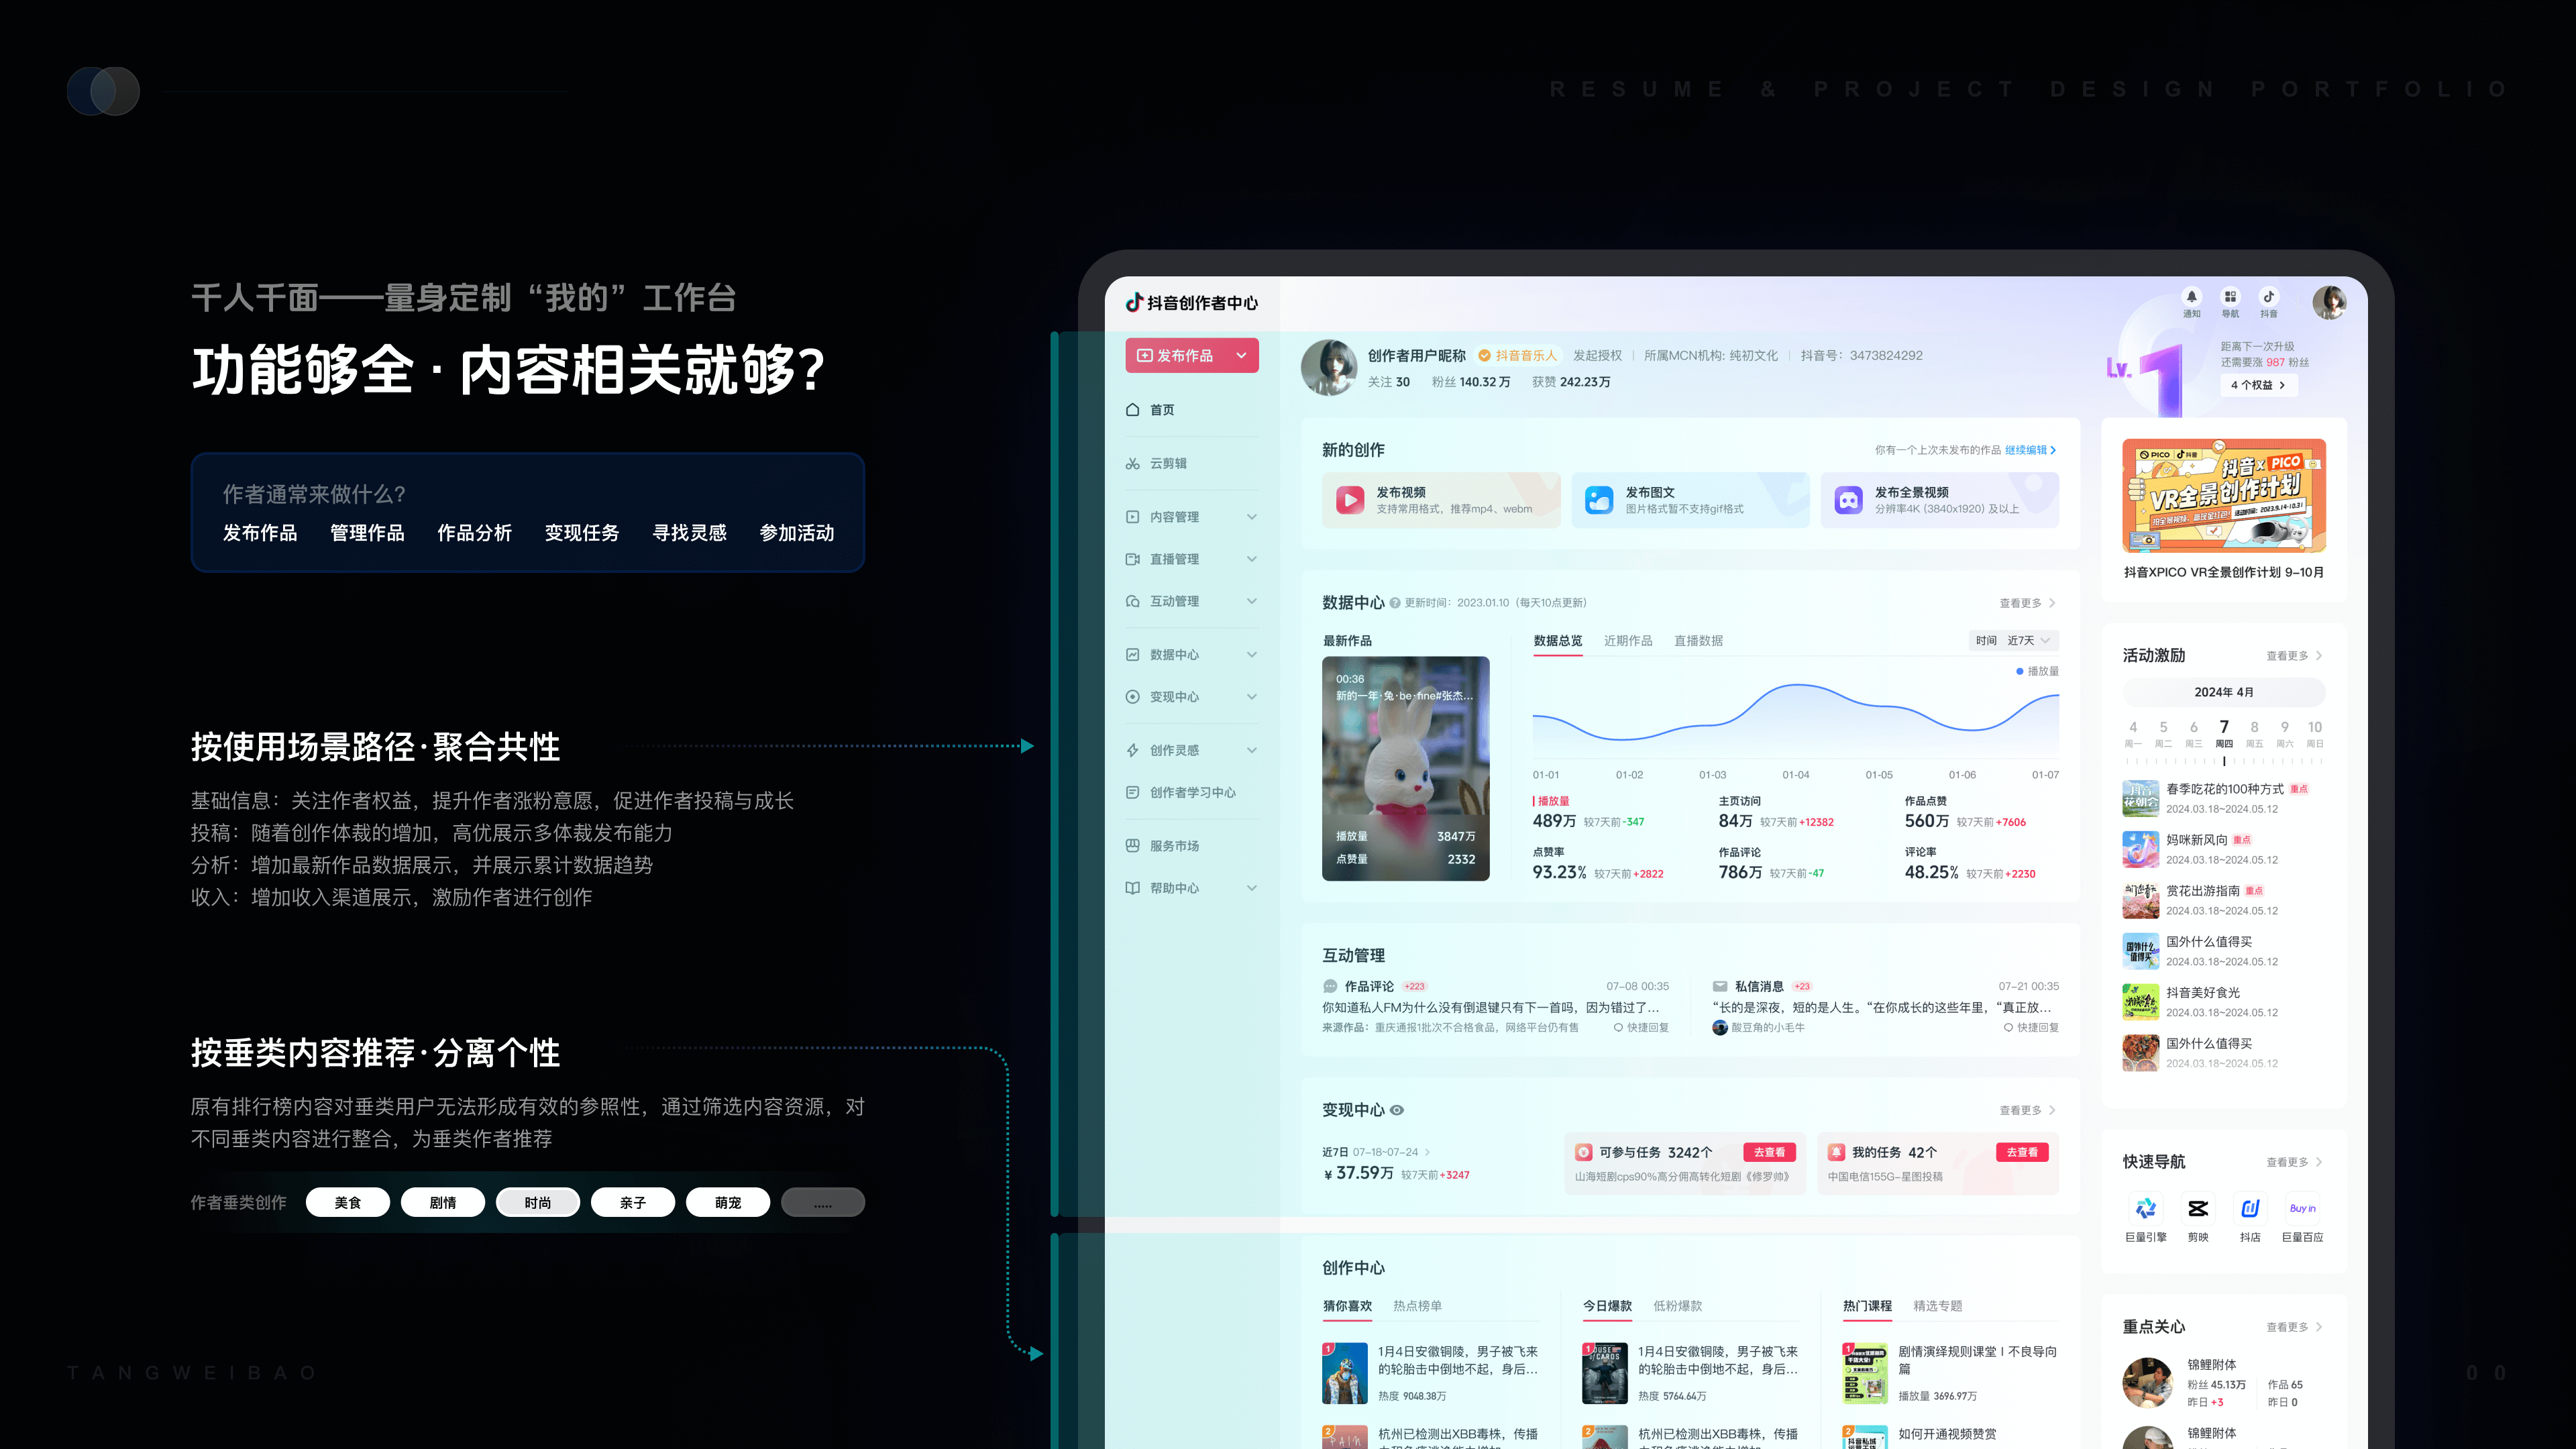 RESUME & PROJECT DESIGN PORTFOLIO
千人千面——量身定制“我的”工作台
功能够全·内容相关就够？
作者通常来做什么？
发布作品 管理作品 作品分析 变现任务 寻找灵感 参加活动
按使用场景路径·聚合共性
基础信息：关注作者权益，提升作者涨粉意愿，促进作者投稿与成长
投稿：随着创作体裁的增加，高优展示多体裁发布能力
分析：增加最新作品数据展示，并展示累计数据趋势
收入：增加收入渠道展示，激励作者进行创作
按垂类内容推荐·分离个性
原有排行榜内容对垂类用户无法形成有效的参照性，通过筛选内容资源，对
不同垂类内容进行整合，为垂类作者推荐
作者垂类创作 美食 剧情 时尚 亲子 萌宠 .....
TANGWEIBAO
00
抖音创作者中心
发布作品
首页
云剪辑
内容管理
直播管理
互动管理
数据中心
变现中心
创作灵感
创作者学习中心
服务市场
帮助中心
通知 导航 抖音
创作者用户昵称 抖音音乐人 发起授权 所属MCN机构: 纯初文化 抖音号：3473824292
关注 30 粉丝 140.32 万 获赞 242.23万
Lv. 1
距离下一次升级
还需要涨 987 粉丝
4 个权益
新的创作
你有一个上次未发布的作品 继续编辑
发布视频
支持常用格式，推荐mp4、webm
发布图文
图片格式暂不支持gif格式
发布全景视频
分辨率4K (3840x1920) 及以上
数据中心 更新时间：2023.01.10（每天10点更新）
查看更多
最新作品
00:36
新的一年·兔·be·fine#张杰...
播放量 3847万
点赞量 2332
数据总览 近期作品 直播数据
时间 近7天
播放量
01-01 01-02 01-03 01-04 01-05 01-06 01-07
播放量 主页访问 作品点赞
489万 较7天前-347 84万 较7天前+12382 560万 较7天前+7606
点赞率 作品评论 评论率
93.23% 较7天前+2822 786万 较7天前-47 48.25% 较7天前+2230
互动管理
作品评论 +223 07-08 00:35
你知道私人FM为什么没有倒退键只有下一首吗，因为错过了...
来源作品：重庆通报1批次不合格食品，网络平台仍有售 快捷回复
私信消息 +23 07-21 00:35
“长的是深夜，短的是人生。“在你成长的这些年里，“真正放...
酸豆角的小毛牛 快捷回复
变现中心
查看更多
近7日 07-18~07-24
¥ 37.59万 较7天前+3247
可参与任务 3242个 去查看
山海短剧cps90%高分佣高转化短剧《修罗帅》
我的任务 42个 去查看
中国电信155G-星图投稿
创作中心
猜你喜欢 热点榜单
1
1月4日安徽铜陵，男子被飞来
的轮胎击中倒地不起，身后...
热度 9048.38万
2
PAIN
杭州已检测出XBB毒株，传播
今日爆款 低粉爆款
1
1月4日安徽铜陵，男子被飞来
的轮胎击中倒地不起，身后...
热度 5764.64万
2
杭州已检测出XBB毒株，传播
热门课程 精选专题
1
剧情演绎规则课堂 I 不良导向
篇
播放量 3696.97万
2
如何开通视频赞赏
PICO 抖音
抖音 x PICO
VR全景创作计划
活动时间：2023.9.14-10.31
抖音XPICO VR全景创作计划 9-10月
活动激励 查看更多
2024年 4月
4 5 6 7 8 9 10
周一 周二 周三 周四 周五 周六 周日
春季吃花的100种方式 重点
2024.03.18~2024.05.12
妈咪新风向 重点
2024.03.18~2024.05.12
赏花出游指南 重点
2024.03.18~2024.05.12
国外什么值得买
2024.03.18~2024.05.12
抖音美好食光
2024.03.18~2024.05.12
国外什么值得买
2024.03.18~2024.05.12
快速导航 查看更多
Buy in
巨量引擎 剪映 抖店 巨量百应
重点关心 查看更多
锦鲤附体
粉丝 45.13万 作品 65
昨日 +3 昨日 0
锦鲤附体